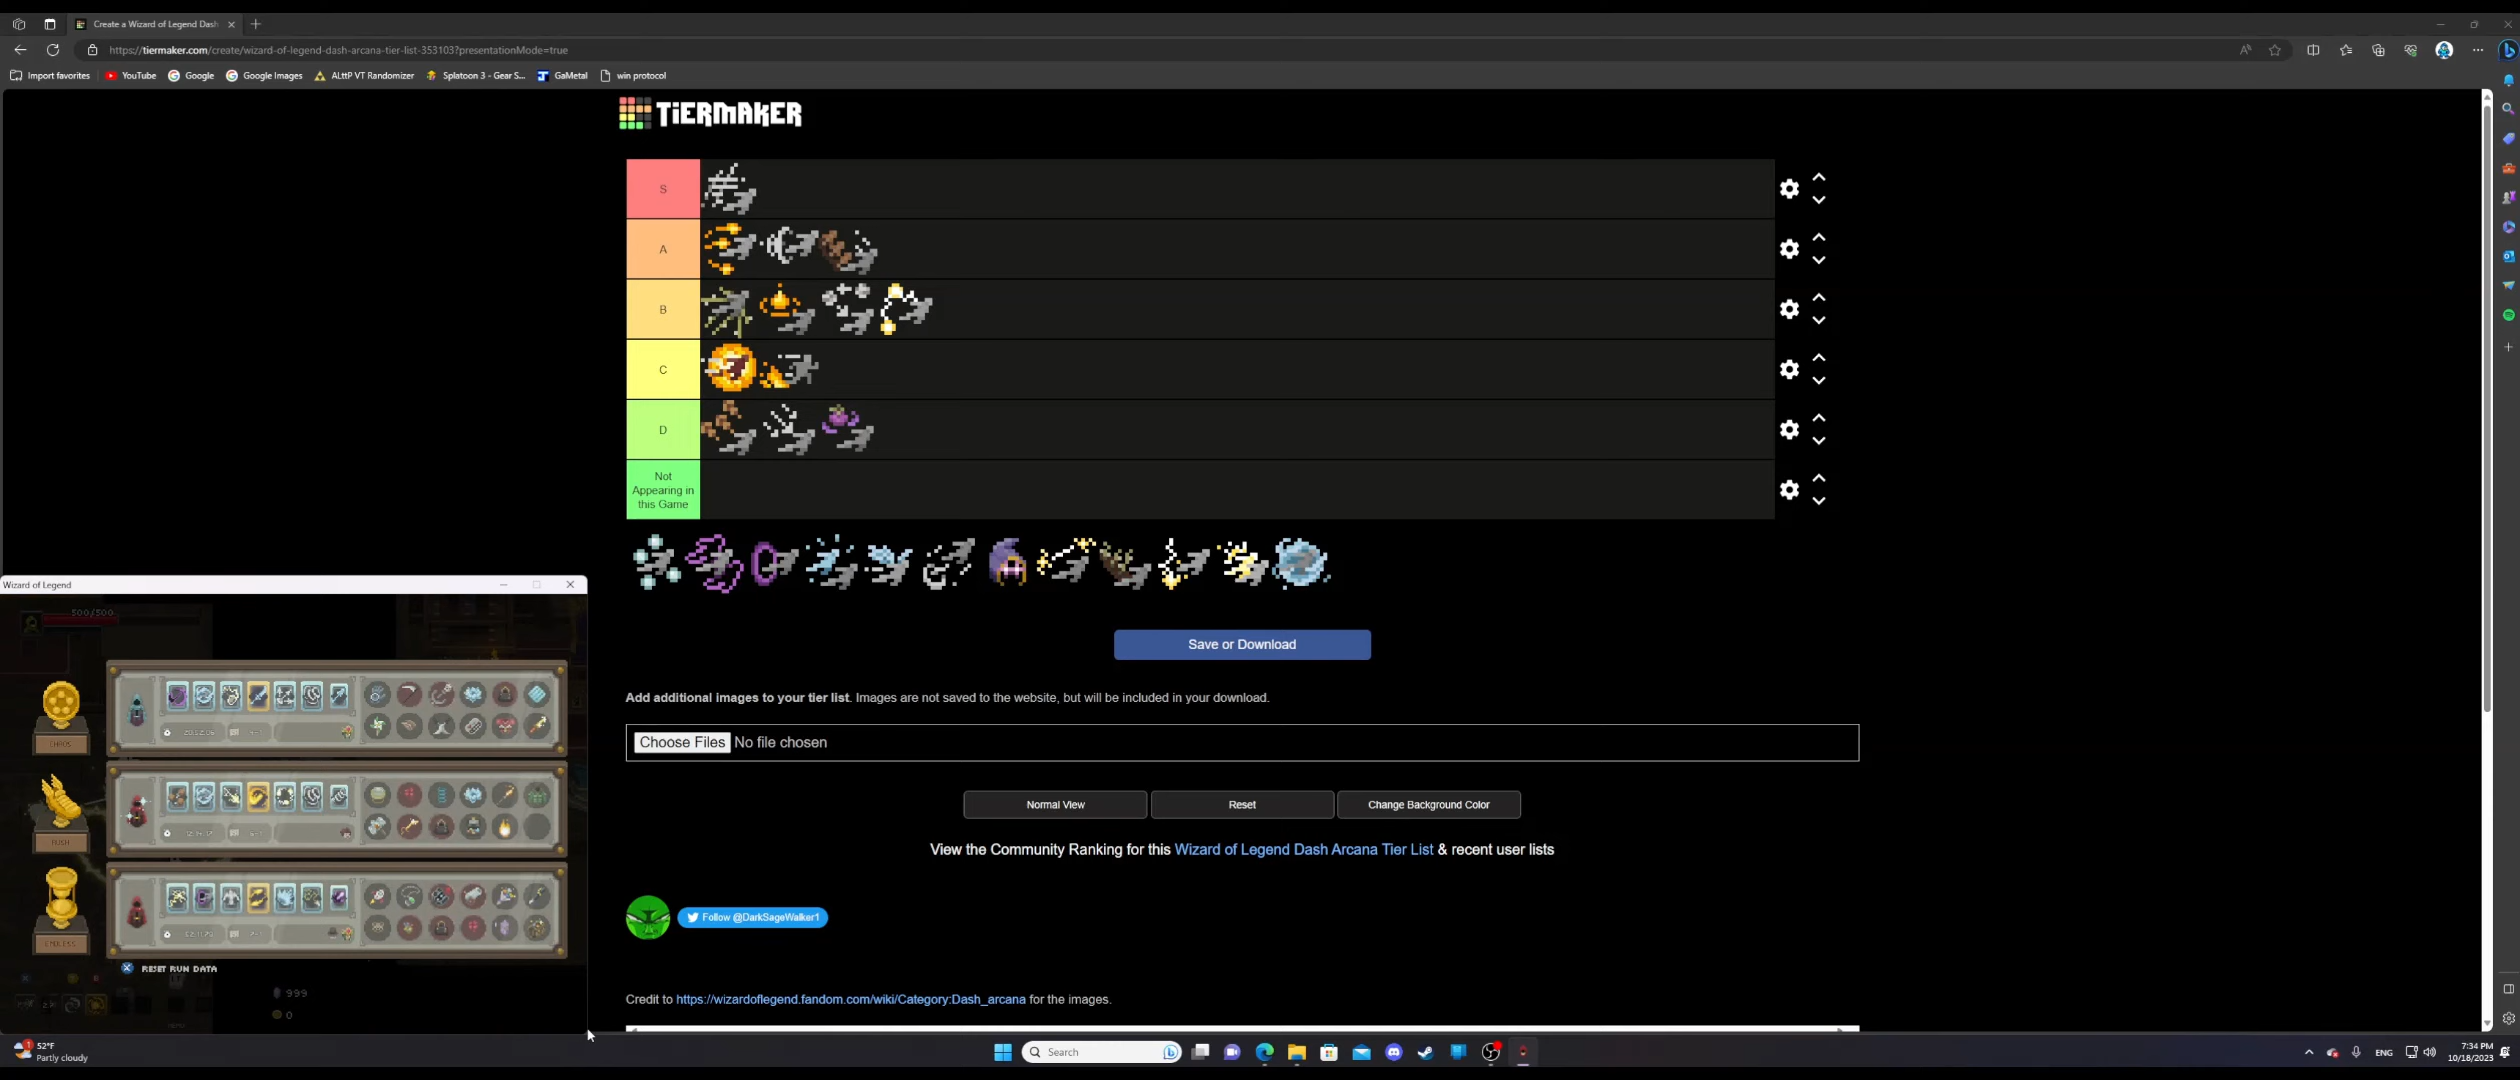 Create a Wizard of Legend Dash
https://tiermaker.com/create/wizard-of-legend-dash-arcana-tier-list-353103?presentationMode=true
Import favorites YouTube Google Google Images ALttP VT Randomizer Splatoon 3 - Gear S... GaMetal win protocol
TiERMAKER
S
A
B
C
D
Not
Appearing in
this Game
Wizard of Legend
500/500
Save or Download
Add additional images to your tier list. Images are not saved to the website, but will be included in your download.
Choose Files No file chosen
Normal View Reset Change Background Color
View the Community Ranking for this Wizard of Legend Dash Arcana Tier List & recent user lists
CHAOS
RUSH
ENDLESS
Follow @DarkSageWalker1
RESET RUN DATA
999
0
Credit to https://wizardoflegend.fandom.com/wiki/Category:Dash_arcana for the images.
1
52°F
Partly cloudy
Search
ENG
7:34 PM
10/18/2023